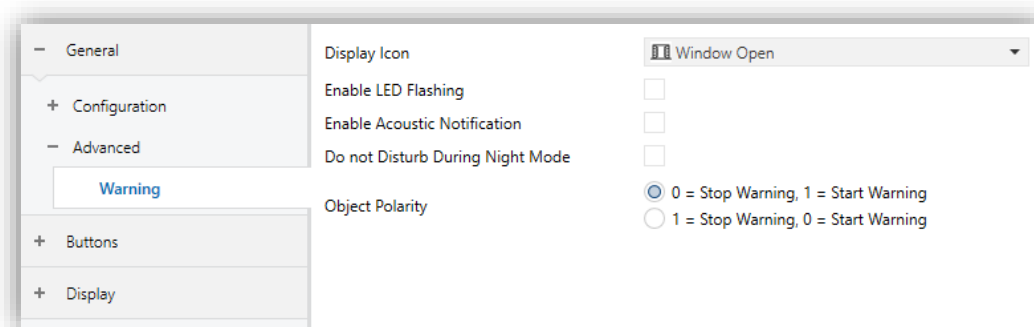 General
Configuration
Advanced
Warning
Buttons
Display
Display Icon
Window Open
Enable LED Flashing
Enable Acoustic Notification
Do not Disturb During Night Mode
Object Polarity
0 = Stop Warning, 1 = Start Warning
1 = Stop Warning, 0 = Start Warning